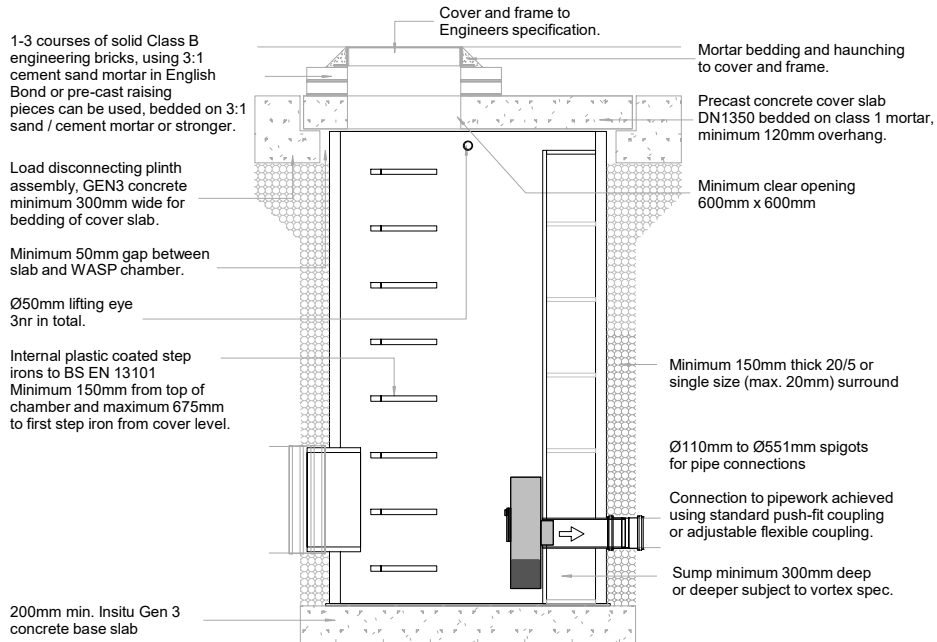 Cover and frame to
Engineers specification.
1-3 courses of solid Class B
engineering bricks, using 3:1
cement sand mortar in English
Bond or pre-cast raising
pieces can be used, bedded on 3:1
sand / cement mortar or stronger.
Mortar bedding and haunching
to cover and frame.
Precast concrete cover slab
DN1350 bedded on class 1 mortar,
minimum 120mm overhang.
Load disconnecting plinth
assembly, GEN3 concrete
minimum 300mm wide for
bedding of cover slab.
Minimum clear opening
600mm x 600mm
Minimum 50mm gap between
slab and WASP chamber.
Ø50mm lifting eye
3nr in total.
Internal plastic coated step
irons to BS EN 13101
Minimum 150mm from top of
chamber and maximum 675mm
to first step iron from cover level.
Minimum 150mm thick 20/5 or
single size (max. 20mm) surround
Ø110mm to Ø551mm spigots
for pipe connections
Connection to pipework achieved
using standard push-fit coupling
or adjustable flexible coupling.
Sump minimum 300mm deep
or deeper subject to vortex spec.
200mm min. Insitu Gen 3
concrete base slab